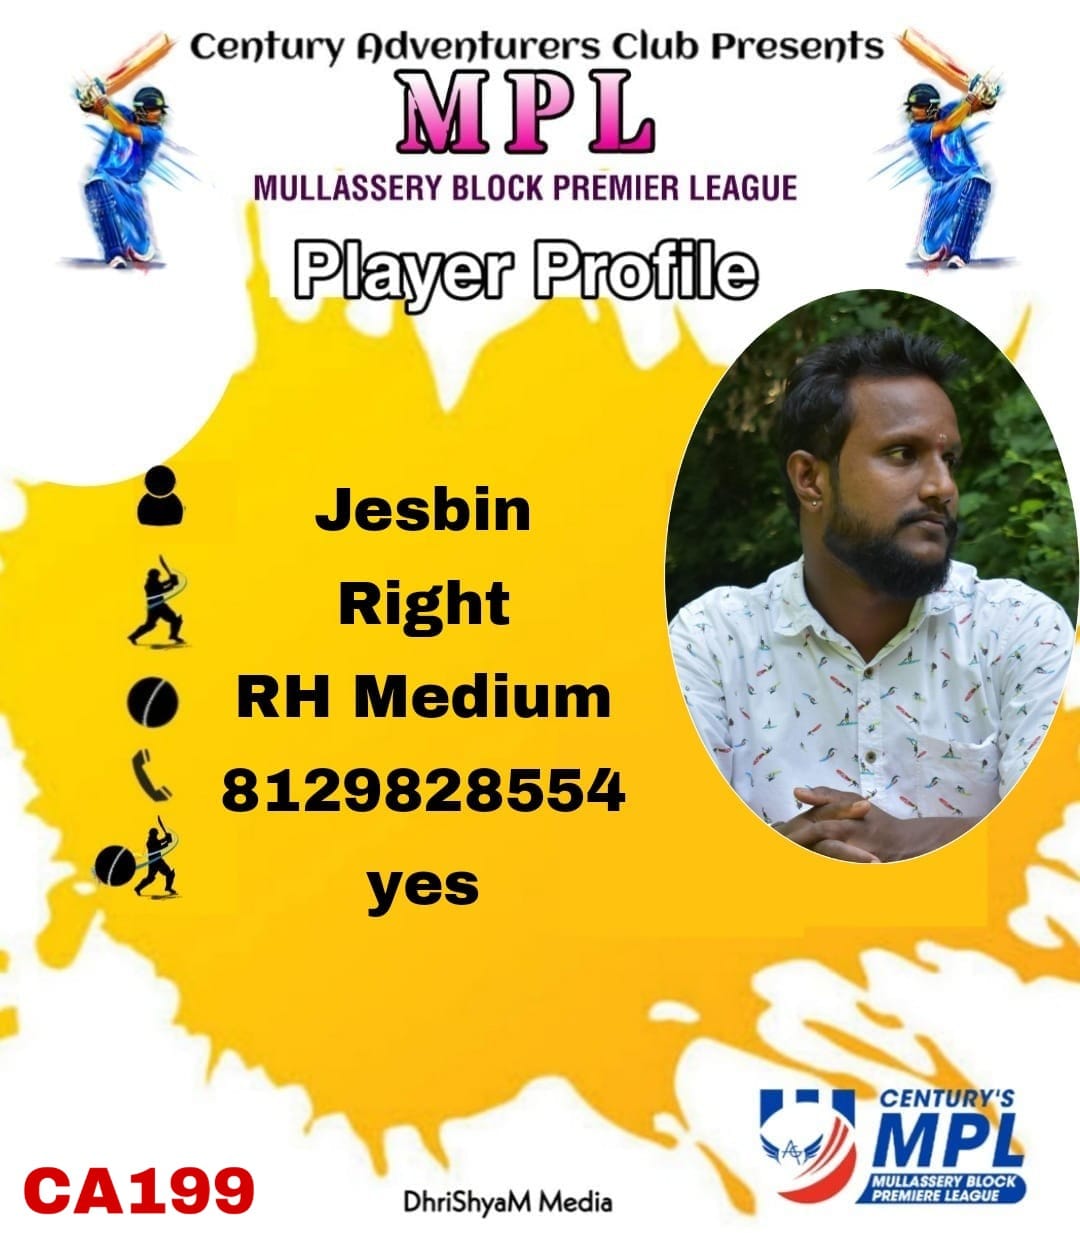 Century Adventurers Club Presents
MPL
MULLASSERY BLOCK PREMIER LEAGUE
Player Profile
Jesbin
Right
RH Medium
8129828554
yes
CENTURY'S
MPL
MULLASSERY BLOCK
PREMIERE LEAGUE
CA199
DhriShyaM Media